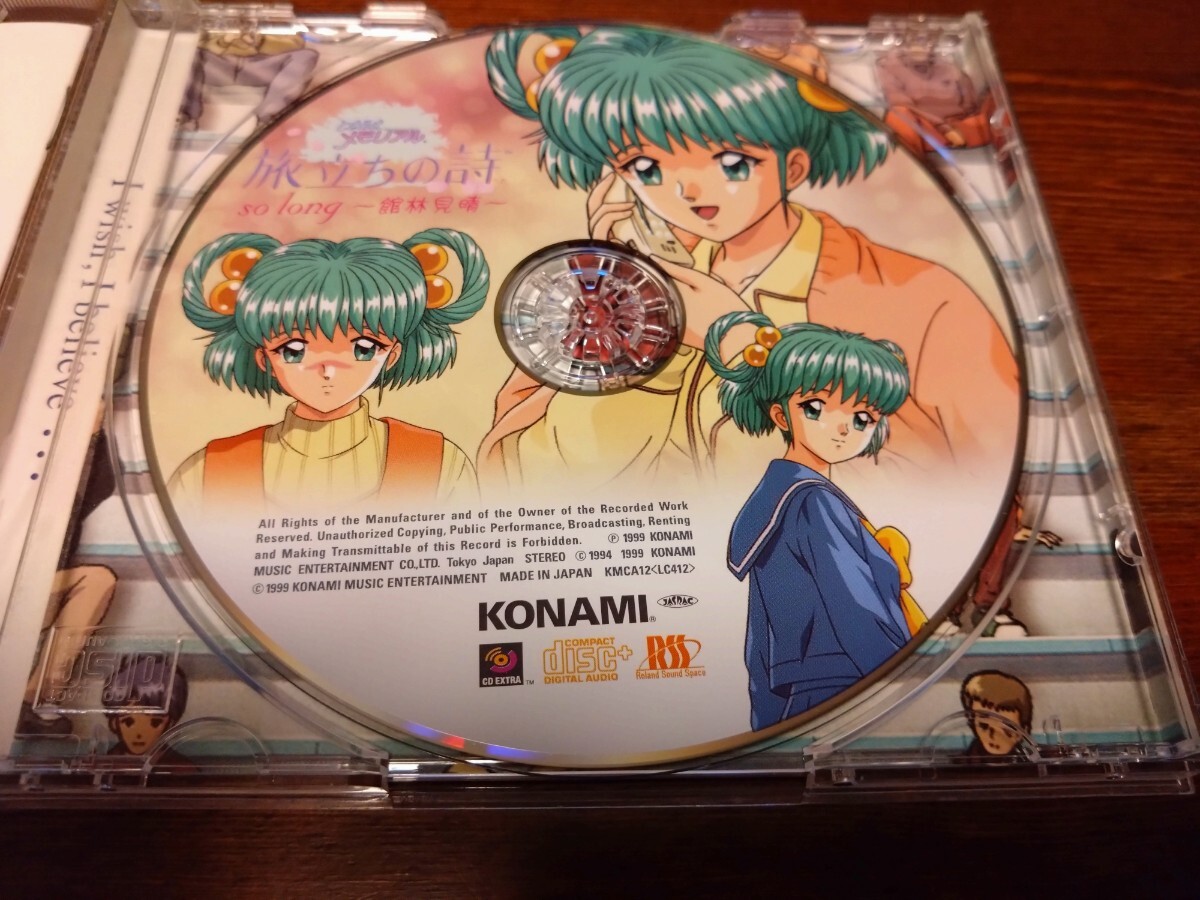 ときめき
メモリアル
旅立ちの詩
so long ～館林見晴～
I wish, I believe ....
All Rights of the Manufacturer and of the Owner of the Recorded Work
Reserved. Unauthorized Copying, Public Performance, Broadcasting, Renting
and Making Transmittable of this Record is Forbidden. Ⓟ 1999 KONAMI
MUSIC ENTERTAINMENT CO.,LTD. Tokyo Japan STEREO © 1994 1999 KONAMI
© 1999 KONAMI MUSIC ENTERTAINMENT MADE IN JAPAN KMCA12<LC412>
KONAMI® JASRAC
CD EXTRA™
COMPACT disc+ DIGITAL AUDIO
RSS Roland Sound Space